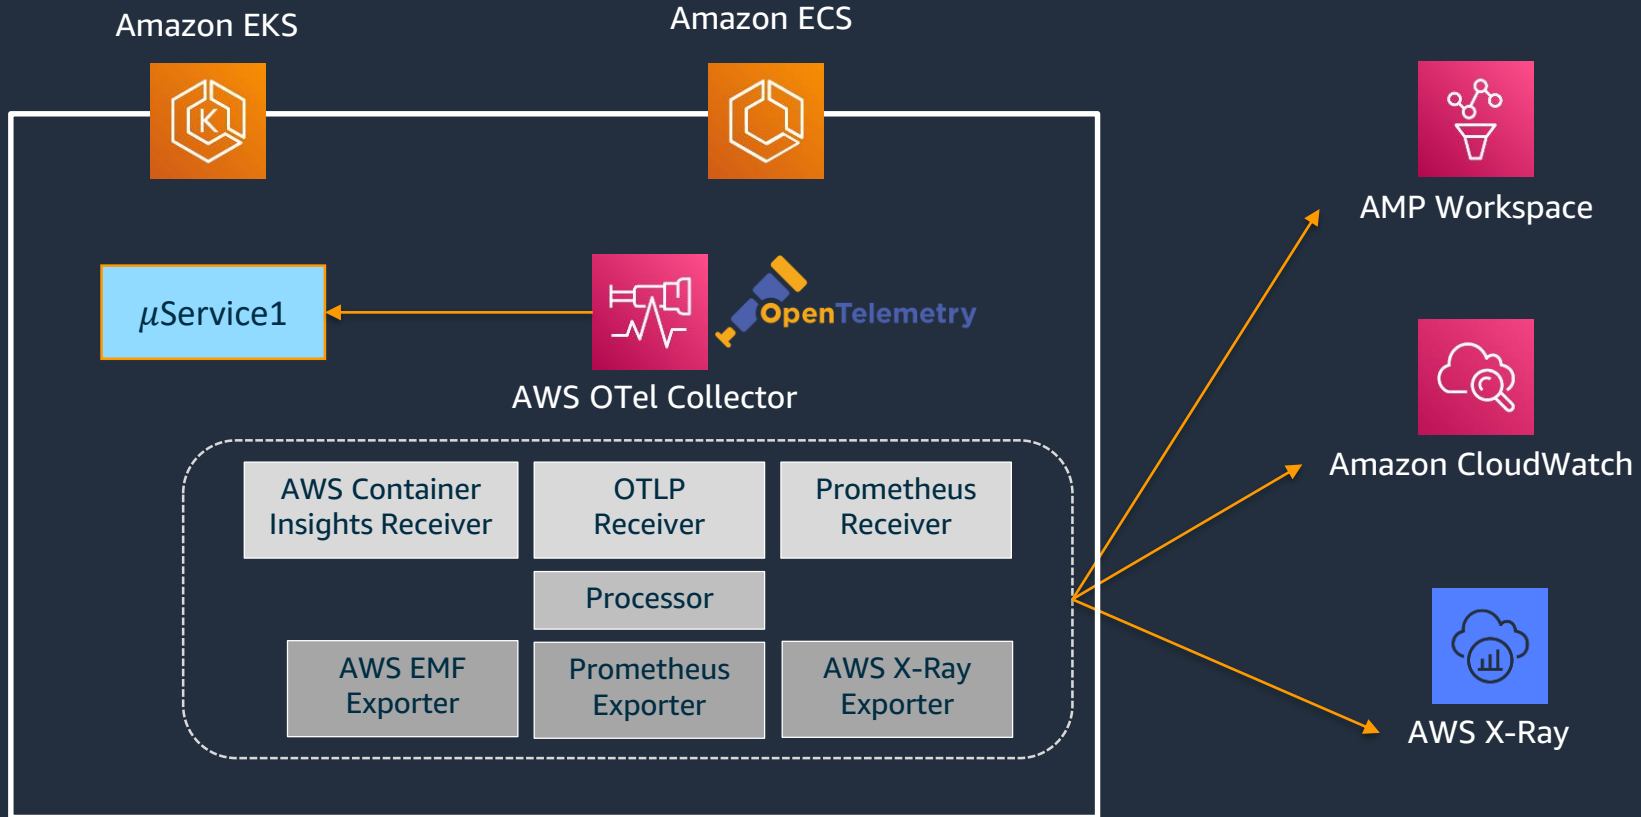 Amazon EKS
Amazon ECS
K
AMP Workspace
μService1
OpenTelemetry
AWS OTel Collector
Amazon CloudWatch
AWS Container
Insights Receiver
OTLP
Receiver
Prometheus
Receiver
Processor
AWS EMF
Exporter
Prometheus
Exporter
AWS X-Ray
Exporter
AWS X-Ray